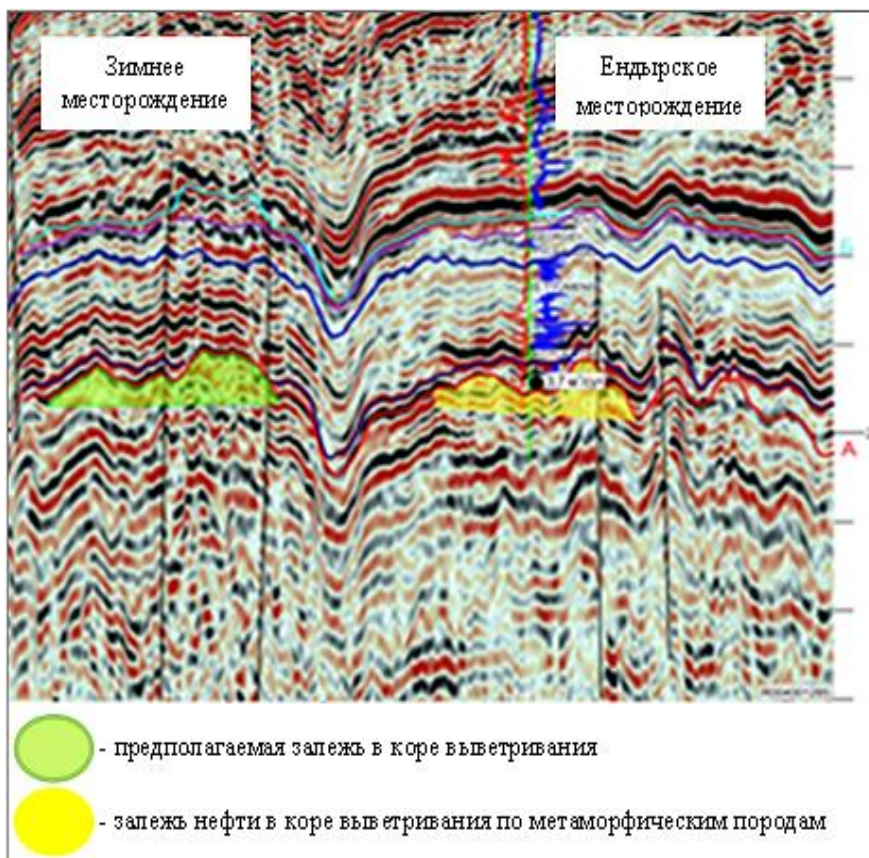 Зимнее
месторождение
Ендырское
месторождение
Б
А
- предполагаемая залежь в коре выветривания
- залежь нефти в коре выветривания по метаморфическим породам